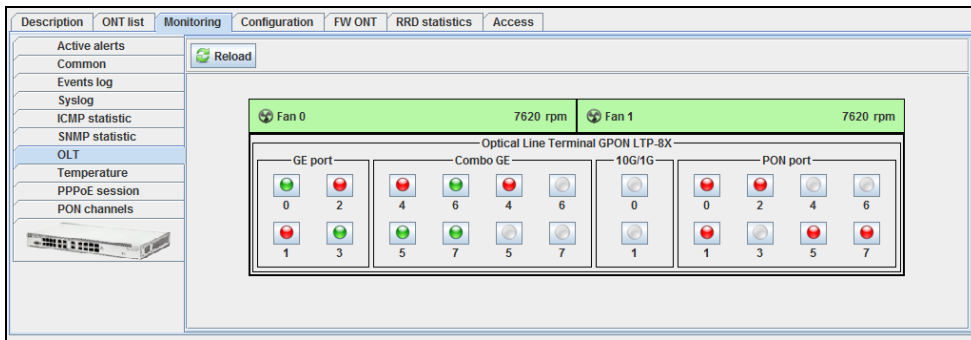 Description ONT list Monitoring Configuration FW ONT RRD statistics Access
Active alerts
Common
Events log
Syslog
ICMP statistic
SNMP statistic
OLT
Temperature
PPPoE session
PON channels
Reload
Fan 0 7620 rpm Fan 1 7620 rpm
Optical Line Terminal GPON LTP-8X
GE port Combo GE 10G/1G PON port
0 2 4 6 4 6 0 0 2 4 6
1 3 5 7 5 7 1 1 3 5 7